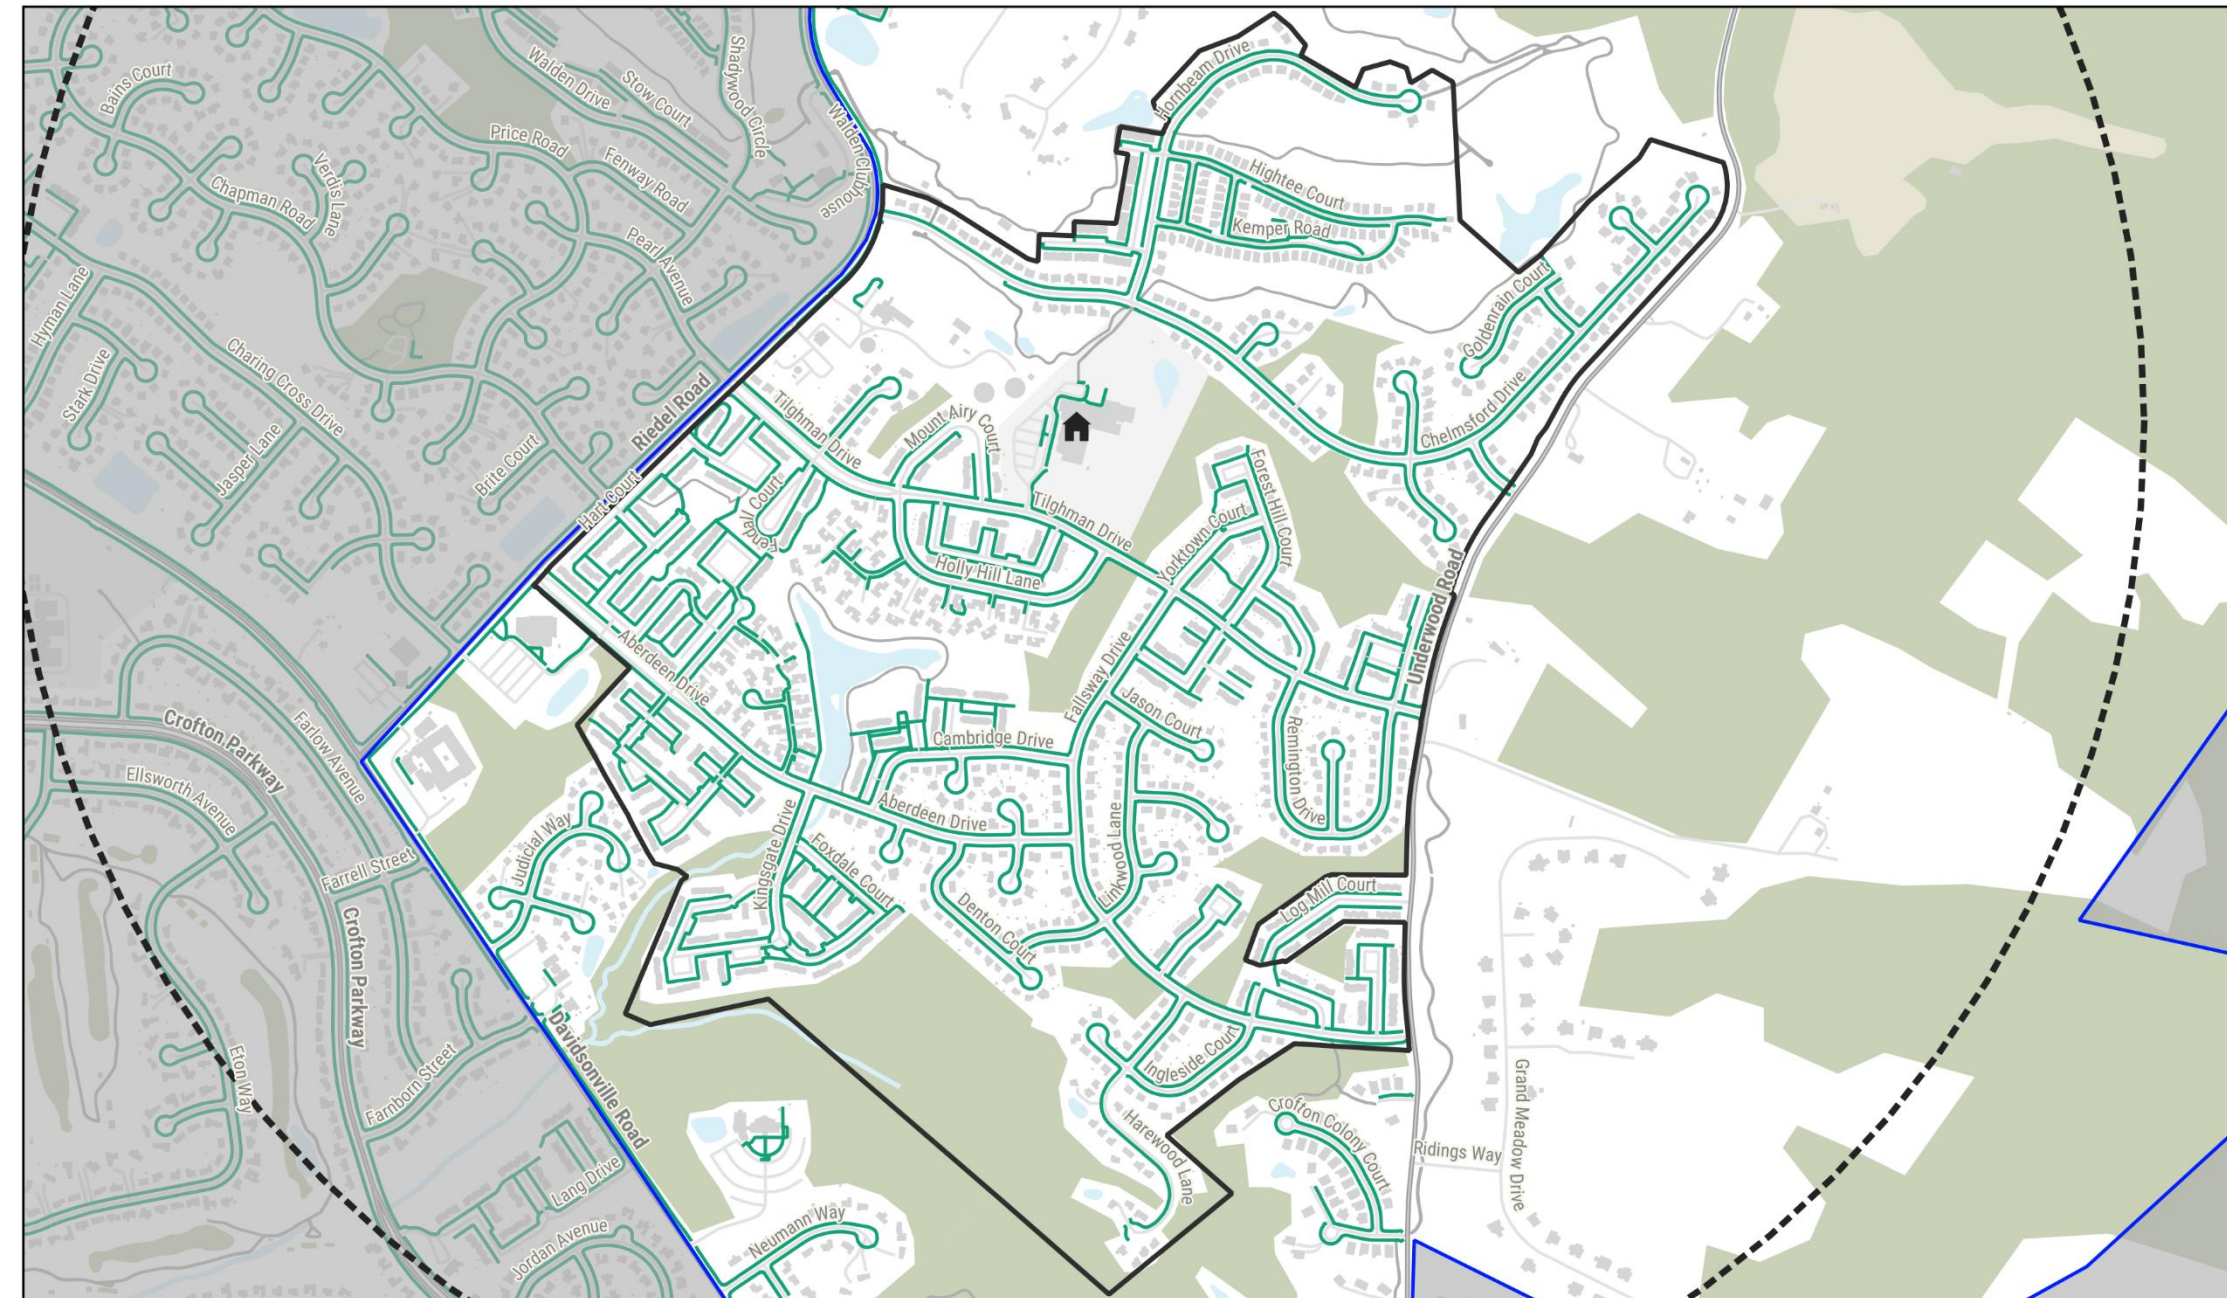 Bains Court
Walden Drive
Stow Court
Shadywood Circle
Walden Clubhouse
Hornbeam Drive
Price Road
Fenway Road
Verdis Lane
Chapman Road
Pearl Avenue
Hightee Court
Kemper Road
Hyman Lane
Stark Drive
Charing Cross Drive
Jasper Lane
Brite Court
Riedel Road
Hart Court
Goldenrain Court
Chelmsford Drive
Tilghman Drive
Mount Airy Court
Lendall Court
Tilghman Drive
Holly Hill Lane
Yorktown Court
Forest Hill Court
Underwood Road
Aberdeen Drive
Fallsway Drive
Jason Court
Cambridge Drive
Remington Drive
Crofton Parkway
Farlow Avenue
Ellsworth Avenue
Judicial Way
Kingsgate Drive
Aberdeen Drive
Foxdale Court
Linkwood Lane
Farrell Street
Crofton Parkway
Denton Court
Log Mill Court
Eton Way
Farnborn Street
Davidsonville Road
Ingleside Court
Harewood Lane
Crofton Colony Court
Ridings Way
Grand Meadow Drive
Lang Drive
Jordan Avenue
Neumann Way